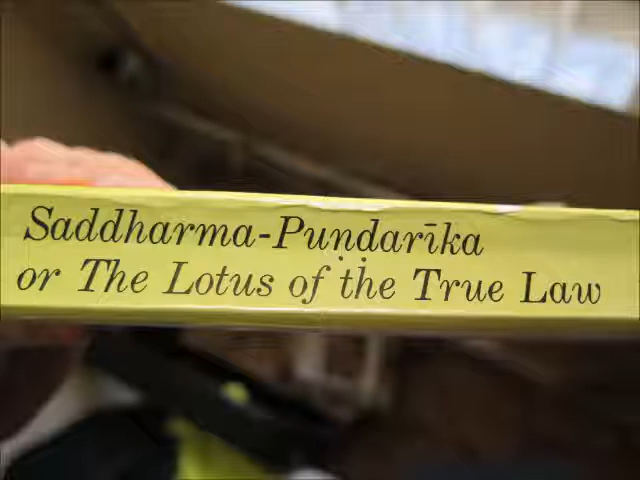 Saddharma-Puṇḍarīka
or The Lotus of the True Law